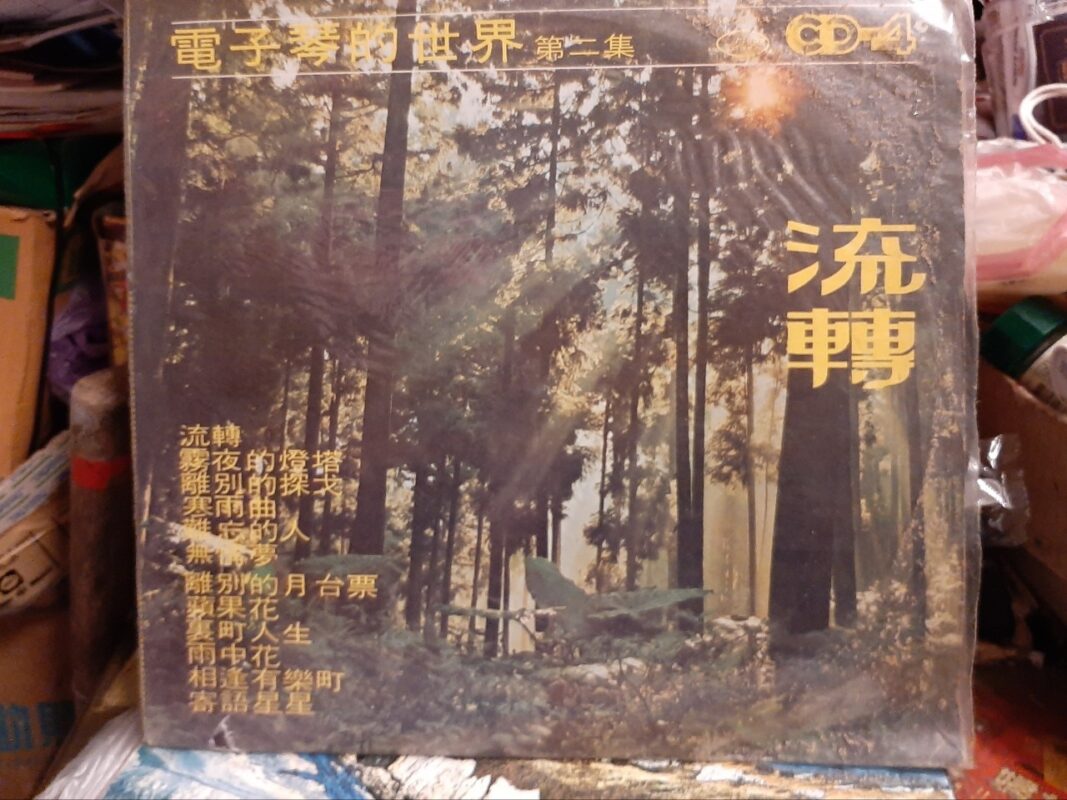 電子琴的世界 第二集 CD-4
流轉
流轉
霧夜的燈塔
離別的探戈
寒雨曲
難忘的人
無情夢
離別的月台票
蘋果花
裏町人生
雨中花
相逢有樂町
寄語星星